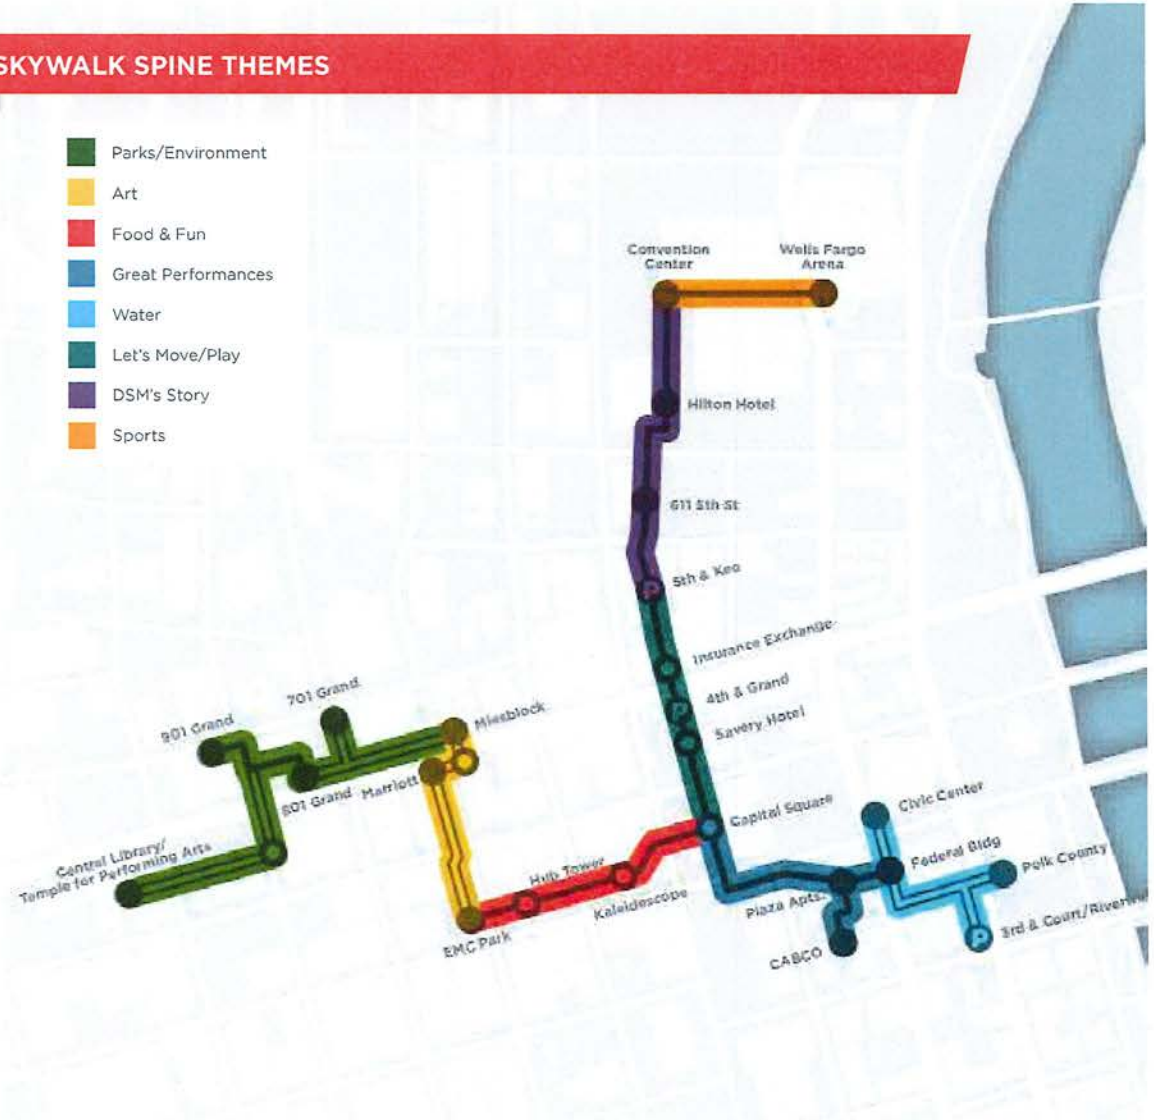 SKYWALK SPINE THEMES
Parks/Environment
Art
Food & Fun
Great Performances
Water
Let's Move/Play
DSM's Story
Sports
Convention
Center
Wells Fargo
Arena
Hilton Hotel
611 5th St
5th & Keo
P
Insurance Exchange
4th & Grand
P
Savery Hotel
Capital Square
Civic Center
Federal Bldg
Polk County
3rd & Court/
P
Plaza Apts.
CABCO
Kaleidescope
Hub Tower
EMC Park
Marriott
Miesblock
701 Grand
801 Grand
901 Grand
Central Library/
Temple for Performing Arts